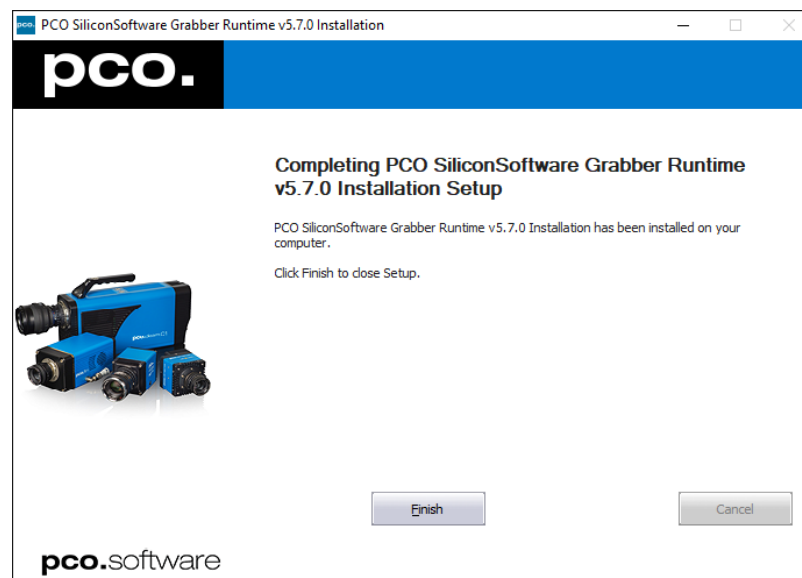 pco. PCO SiliconSoftware Grabber Runtime v5.7.0 Installation
pco.
Completing PCO SiliconSoftware Grabber Runtime
v5.7.0 Installation Setup
PCO SiliconSoftware Grabber Runtime v5.7.0 Installation has been installed on your
computer.
Click Finish to close Setup.
Finish
Cancel
pco.software